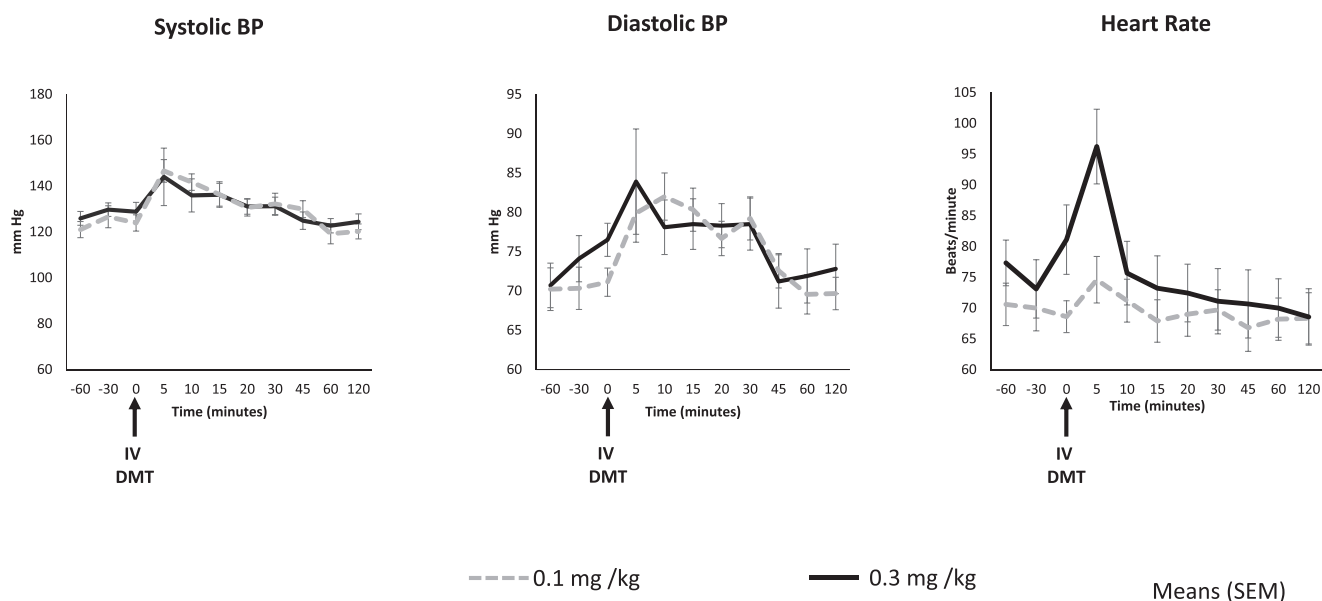 Systolic BP
180
160
140
120
100
80
60
mm Hg
-60 -30 0 5 10 15 20 30 45 60 120
Time (minutes)
IV
DMT
Diastolic BP
95
90
85
80
75
70
65
60
mm Hg
-60 -30 0 5 10 15 20 30 45 60 120
Time (minutes)
IV
DMT
Heart Rate
105
100
95
90
85
80
75
70
65
60
Beats/minute
-60 -30 0 5 10 15 20 30 45 60 120
Time (minutes)
IV
DMT
0.1 mg /kg
0.3 mg /kg
Means (SEM)